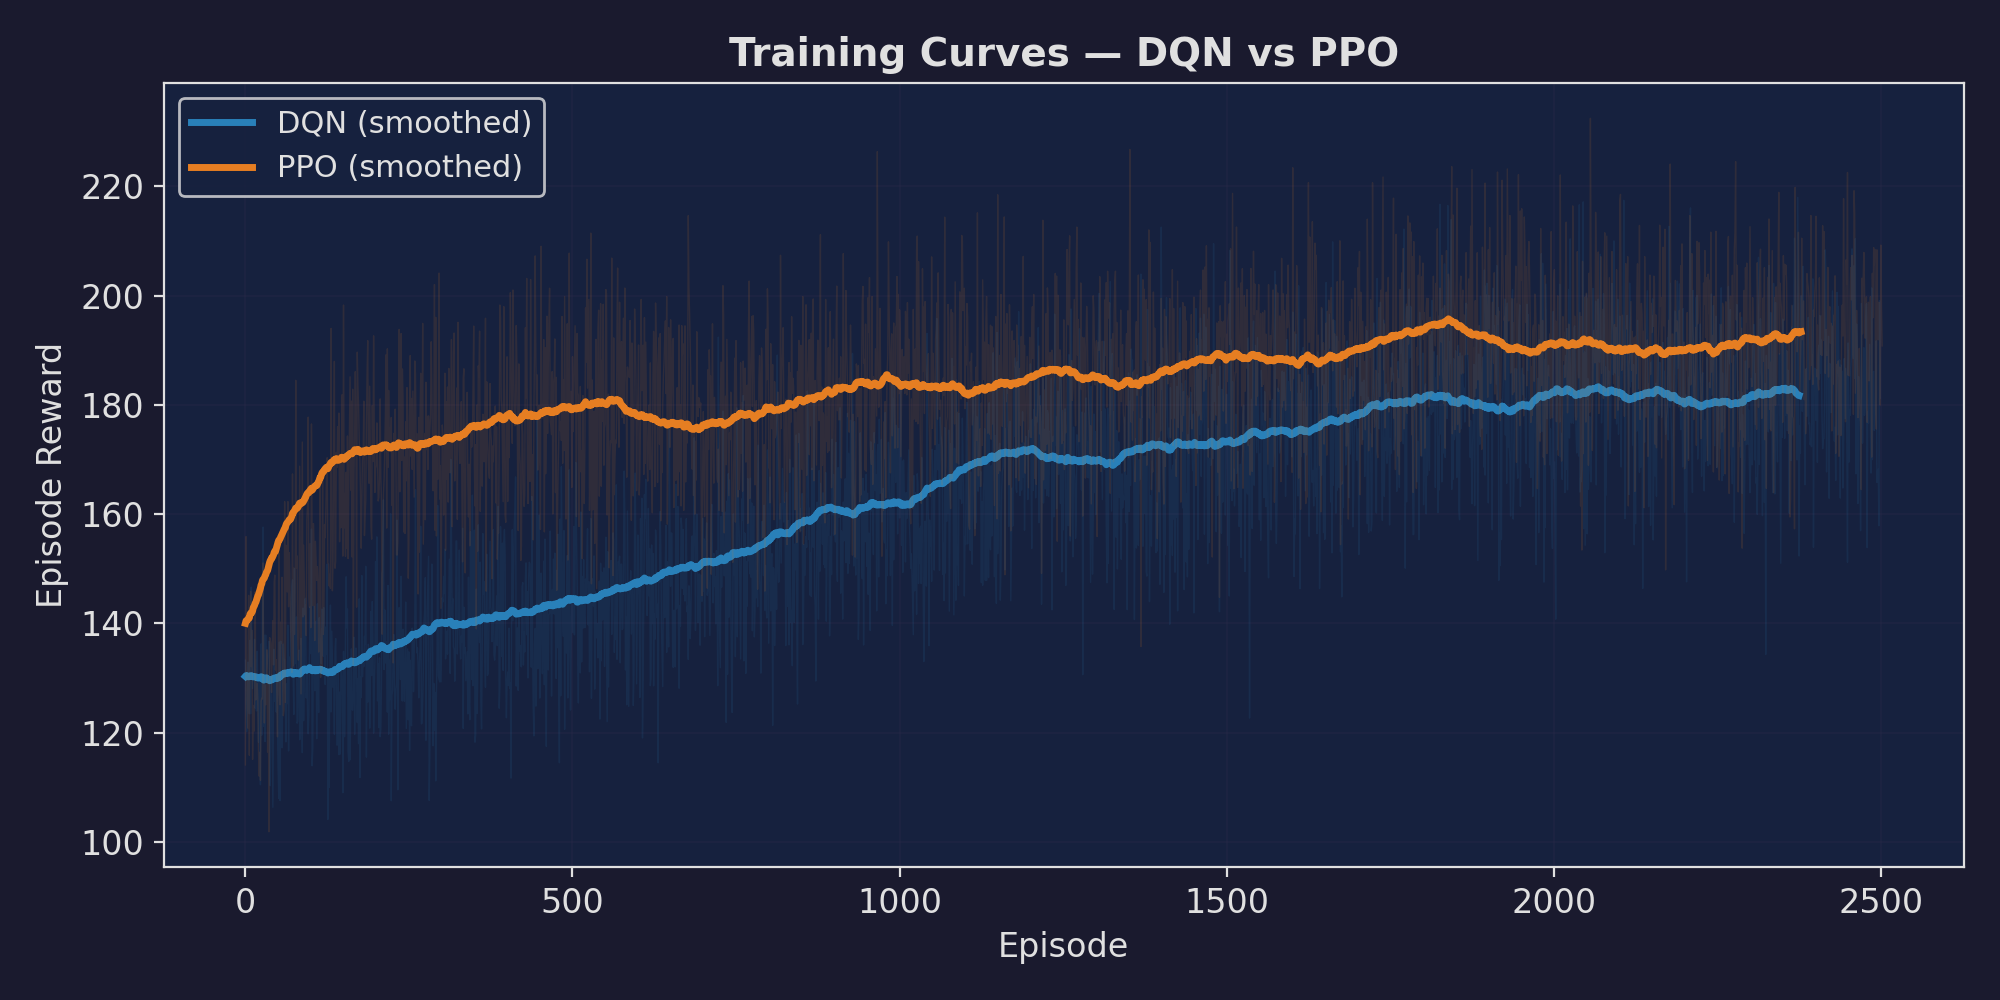 Training Curves — DQN vs PPO
DQN (smoothed)
PPO (smoothed)
Episode Reward
220
200
180
160
140
120
100
0
500
1000
1500
2000
2500
Episode